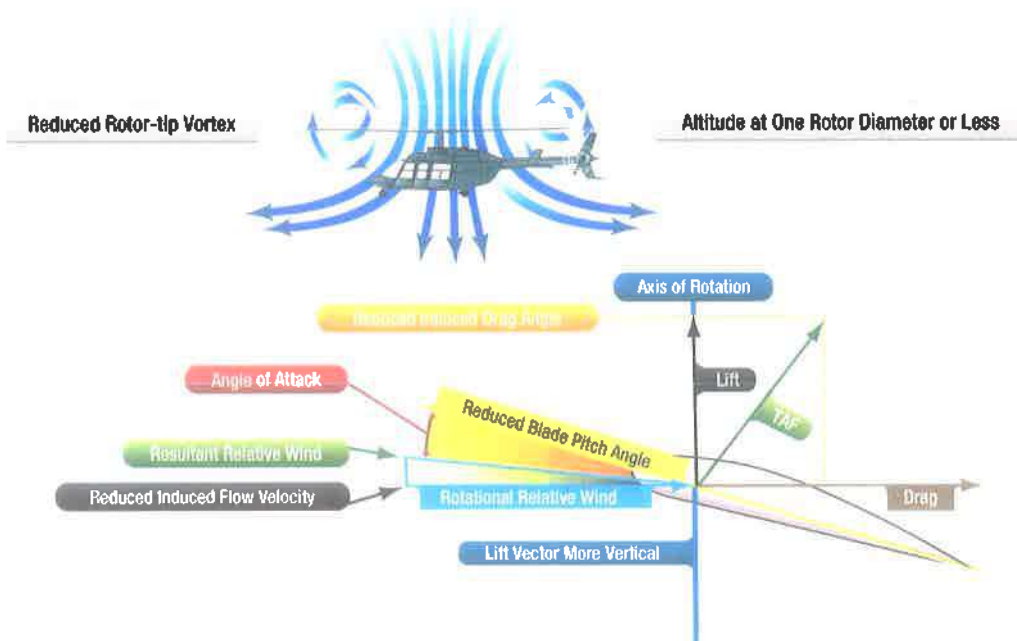 Reduced Rotor-tip Vortex
Altitude at One Rotor Diameter or Less
Axis of Rotation
Reduced Induced Drag Angle
Angle of Attack
Lift
Reduced Blade Pitch Angle
TAF
Resultant Relative Wind
Reduced Induced Flow Velocity
Rotational Relative Wind
Drag
Lift Vector More Vertical